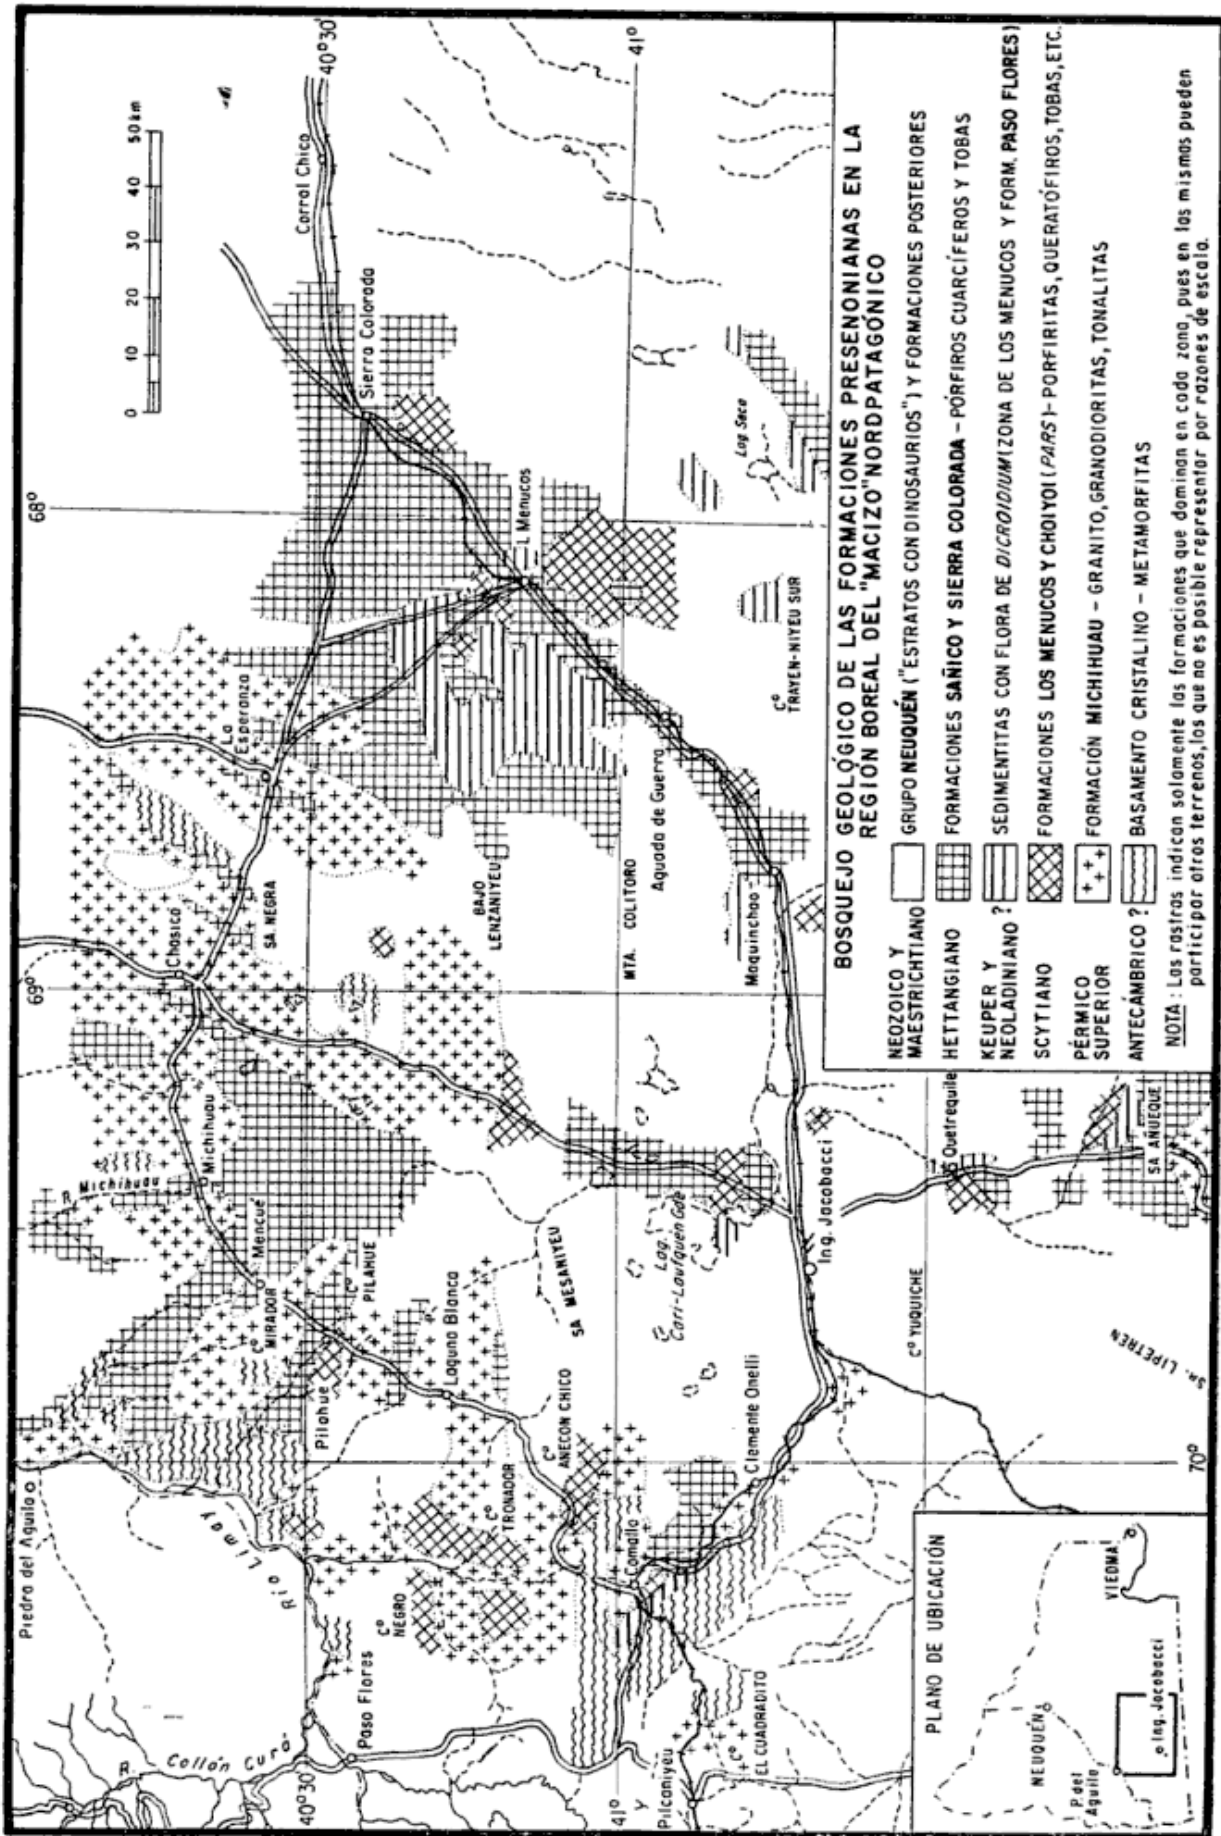 BOSQUEJO GEOLÓGICO DE LAS FORMACIONES PRESENONIANAS EN LA
REGIÓN BOREAL DEL "MACIZO" NORDPATAGÓNICO
NEOZOICO Y
MAESTRICHTIANO
GRUPO NEUQUÉN ("ESTRATOS CON DINOSAURIOS") Y FORMACIONES POSTERIORES
HETTANGIANO
FORMACIONES SAÑICO Y SIERRA COLORADA - PÓRFIROS CUARCÍFEROS Y TOBAS
KEUPER Y
NEOLADINIANO ?
SEDIMENTITAS CON FLORA DE DICROIDIUM (ZONA DE LOS MENUCOS Y FORM. PASO FLORES)
SCYTIANO
FORMACIONES LOS MENUCOS Y CHOIYOI (PARS) - PORFIRITAS, QUERATÓFIROS, TOBAS, ETC.
PÉRMICO
SUPERIOR
FORMACIÓN MICHIHUAU - GRANITO, GRANODIORITAS, TONALITAS
ANTECÁMBRICO ?
BASAMENTO CRISTALINO - METAMORFITAS
NOTA: Las rastras indican solamente las formaciones que dominan en cada zona, pues en las mismas pueden
participar otros terrenos, los que no es posible representar por razones de escala.
0 10 20 30 40 50 km
40°30'
41°
68°
69°
70°
40°30
41°
Piedra del Aguila
Río Limay
R. Collón Curá
Paso Flores
Cº NEGRO
Cº TRONADOR
Cº ANECON CHICO
Pilahue
Cº MIRADOR
Mencué
Cº PILAHUE
Laguna Blanca
SA MESANIYEU
R. Michihuau
Michihuau
Chasico
SA. NEGRA
La Esperanza
BAJO LENZANIYEU
MTA. COLITORO
Aguada de Guerra
Maquinchao
L. Menucos
Sierra Colorada
Corral Chico
Lag Seca
Cº TRAYEN-NIYEU SUR
Lag. Cari-Laufquén Gde
Ing. Jacobacci
Quetrequile
SA AÑUEQUE
Cº YUQUICHE
SA. LIPETREN
Clemente Onelli
Comallo
Pilcaniyeu
Cº EL CUADRADITO
PLANO DE UBICACIÓN
NEUQUÉN
P. del Aguila
Ing. Jacobacci
VIEDMA